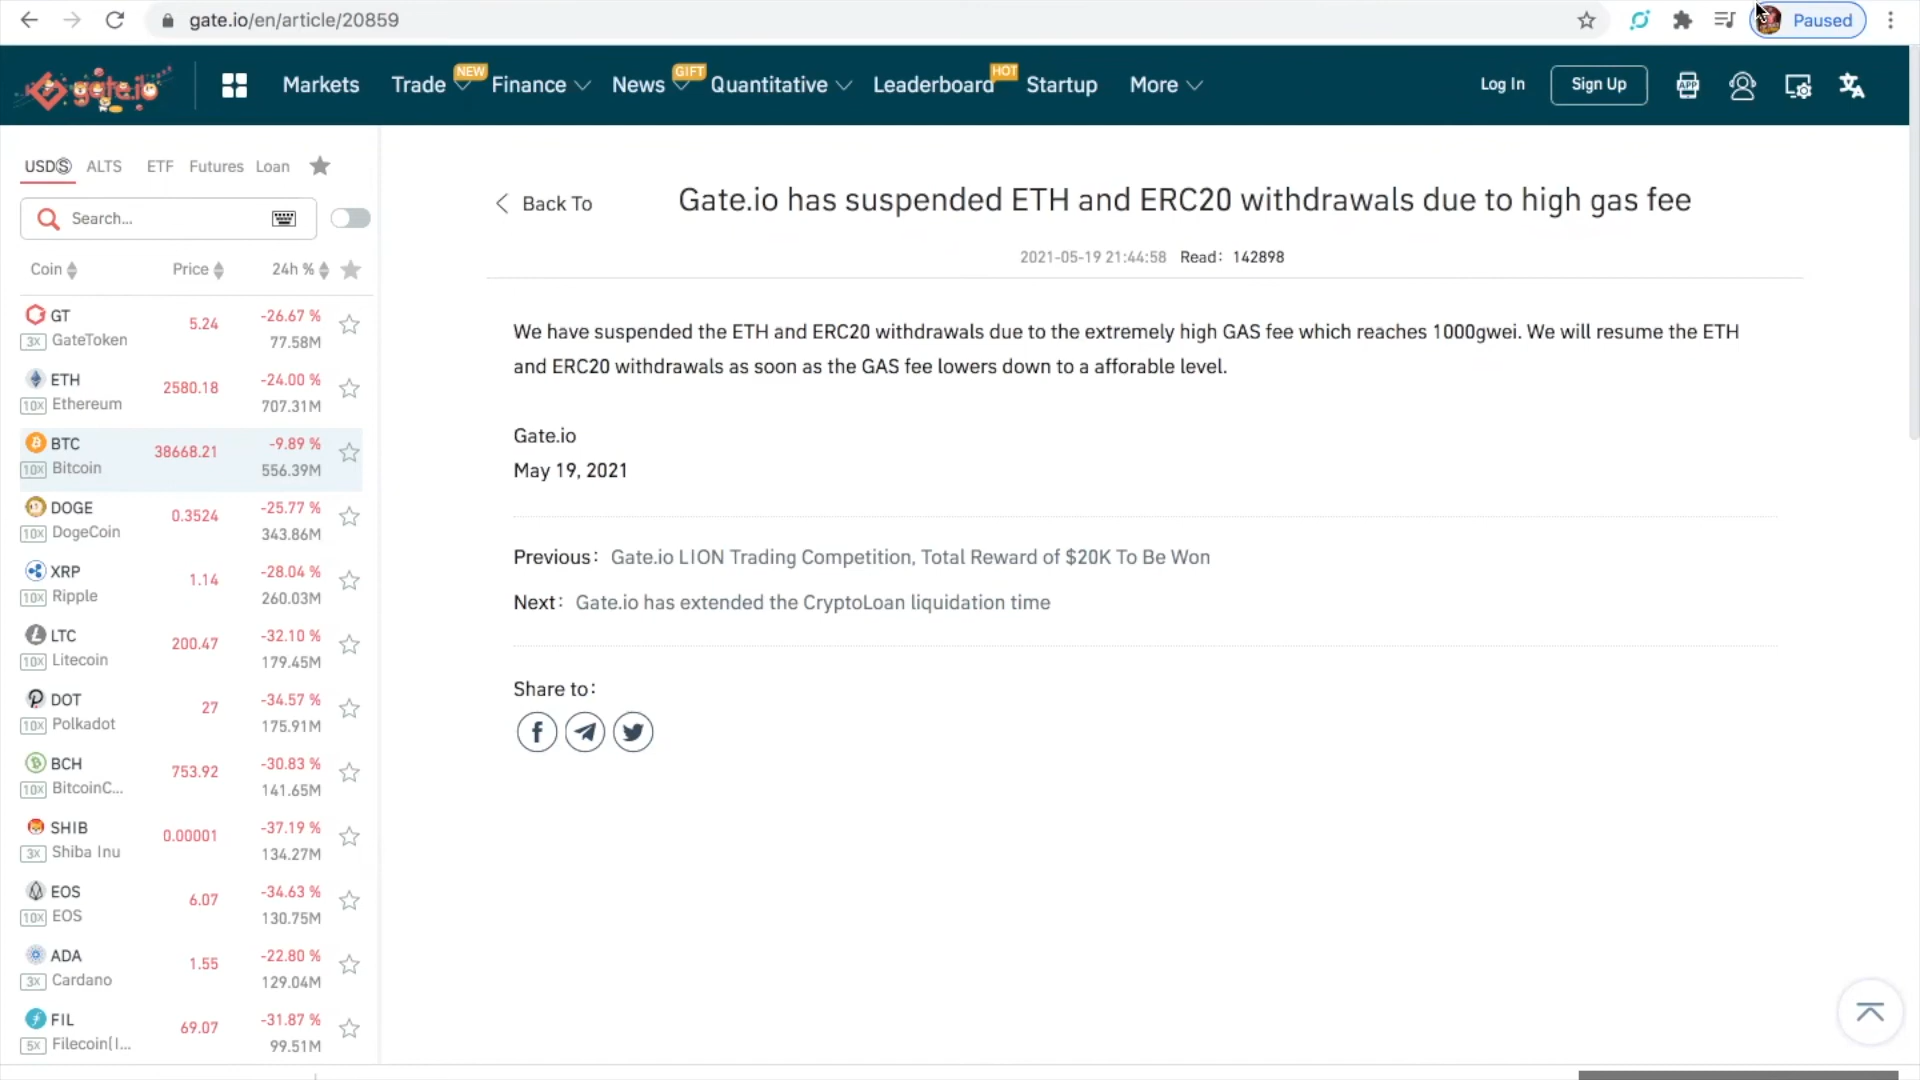 gate.io/en/article/20859
Paused
gate.io
Markets
Trade
NEW
Finance
News
GIFT
Quantitative
Leaderboard
HOT
Startup
More
Log In
Sign Up
APP
USDⓈ ALTS ETF Futures Loan
Search...
Coin Price 24h %
GT 5.24 -26.67 %
3X GateToken 77.58M
ETH 2580.18 -24.00 %
10X Ethereum 707.31M
BTC 38668.21 -9.89 %
10X Bitcoin 556.39M
DOGE 0.3524 -25.77 %
10X DogeCoin 343.86M
XRP 1.14 -28.04 %
10X Ripple 260.03M
LTC 200.47 -32.10 %
10X Litecoin 179.45M
DOT 27 -34.57 %
10X Polkadot 175.91M
BCH 753.92 -30.83 %
10X BitcoinC... 141.65M
SHIB 0.00001 -37.19 %
3X Shiba Inu 134.27M
EOS 6.07 -34.63 %
10X EOS 130.75M
ADA 1.55 -22.80 %
3X Cardano 129.04M
FIL 69.07 -31.87 %
5X Filecoin(I... 99.51M
Back To
Gate.io has suspended ETH and ERC20 withdrawals due to high gas fee
2021-05-19 21:44:58 Read: 142898
We have suspended the ETH and ERC20 withdrawals due to the extremely high GAS fee which reaches 1000gwei. We will resume the ETH
and ERC20 withdrawals as soon as the GAS fee lowers down to a afforable level.
Gate.io
May 19, 2021
Previous: Gate.io LION Trading Competition, Total Reward of $20K To Be Won
Next: Gate.io has extended the CryptoLoan liquidation time
Share to: